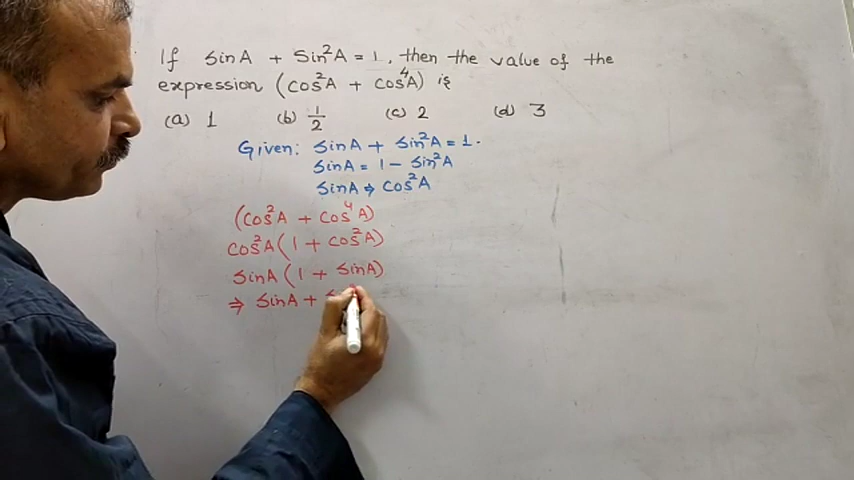 If sinA + Sin²A = 1, then the value of the
expression (cos²A + cos⁴A) is
(a) 1 (b) 1/2 (c) 2 (d) 3
Given: sinA + sin²A = 1.
sinA = 1 - sin²A
sinA ⇒ cos²A
(cos²A + cos⁴A)
cos²A(1 + cos²A)
sinA(1 + sinA)
⇒ sinA +